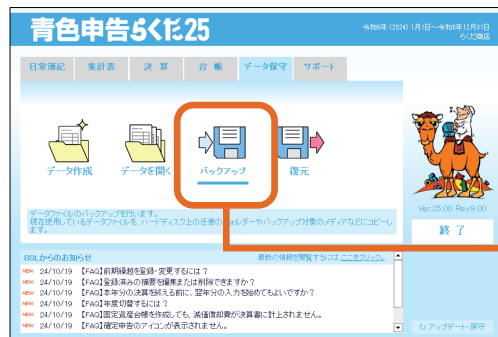 青色申告らくだ25
令和6年 (2024) 1月1日～令和6年12月31日
らくだ商店
日常簿記 集計表 決 算 台 帳 データ保守 サポート
データ作成 データを開く バックアップ 復元
データファイルのバックアップを行います。
現在使用しているデータファイルを、ハードディスク上の任意のフォルダーやバックアップ対象のメディアなどにコピーします。
Ver.25.00 Rev.9.00
終 了
BSLからのお知らせ 最新の情報を閲覧するにはここをクリック。
NEW 24/10/19 【FAQ】前期繰越を登録・変更するには？
NEW 24/10/19 【FAQ】登録済みの摘要を編集または削除できますか？
NEW 24/10/19 【FAQ】本年分の決算を終える前に、翌年分の入力を始めてもよいですか？
NEW 24/10/19 【FAQ】年度切替するには？
NEW 24/10/19 【FAQ】固定資産台帳を作成しても、減価償却費が決算書に計上されません。
NEW 24/10/19 【FAQ】確定申告のアイコンが表示されません。
アップデート・保守